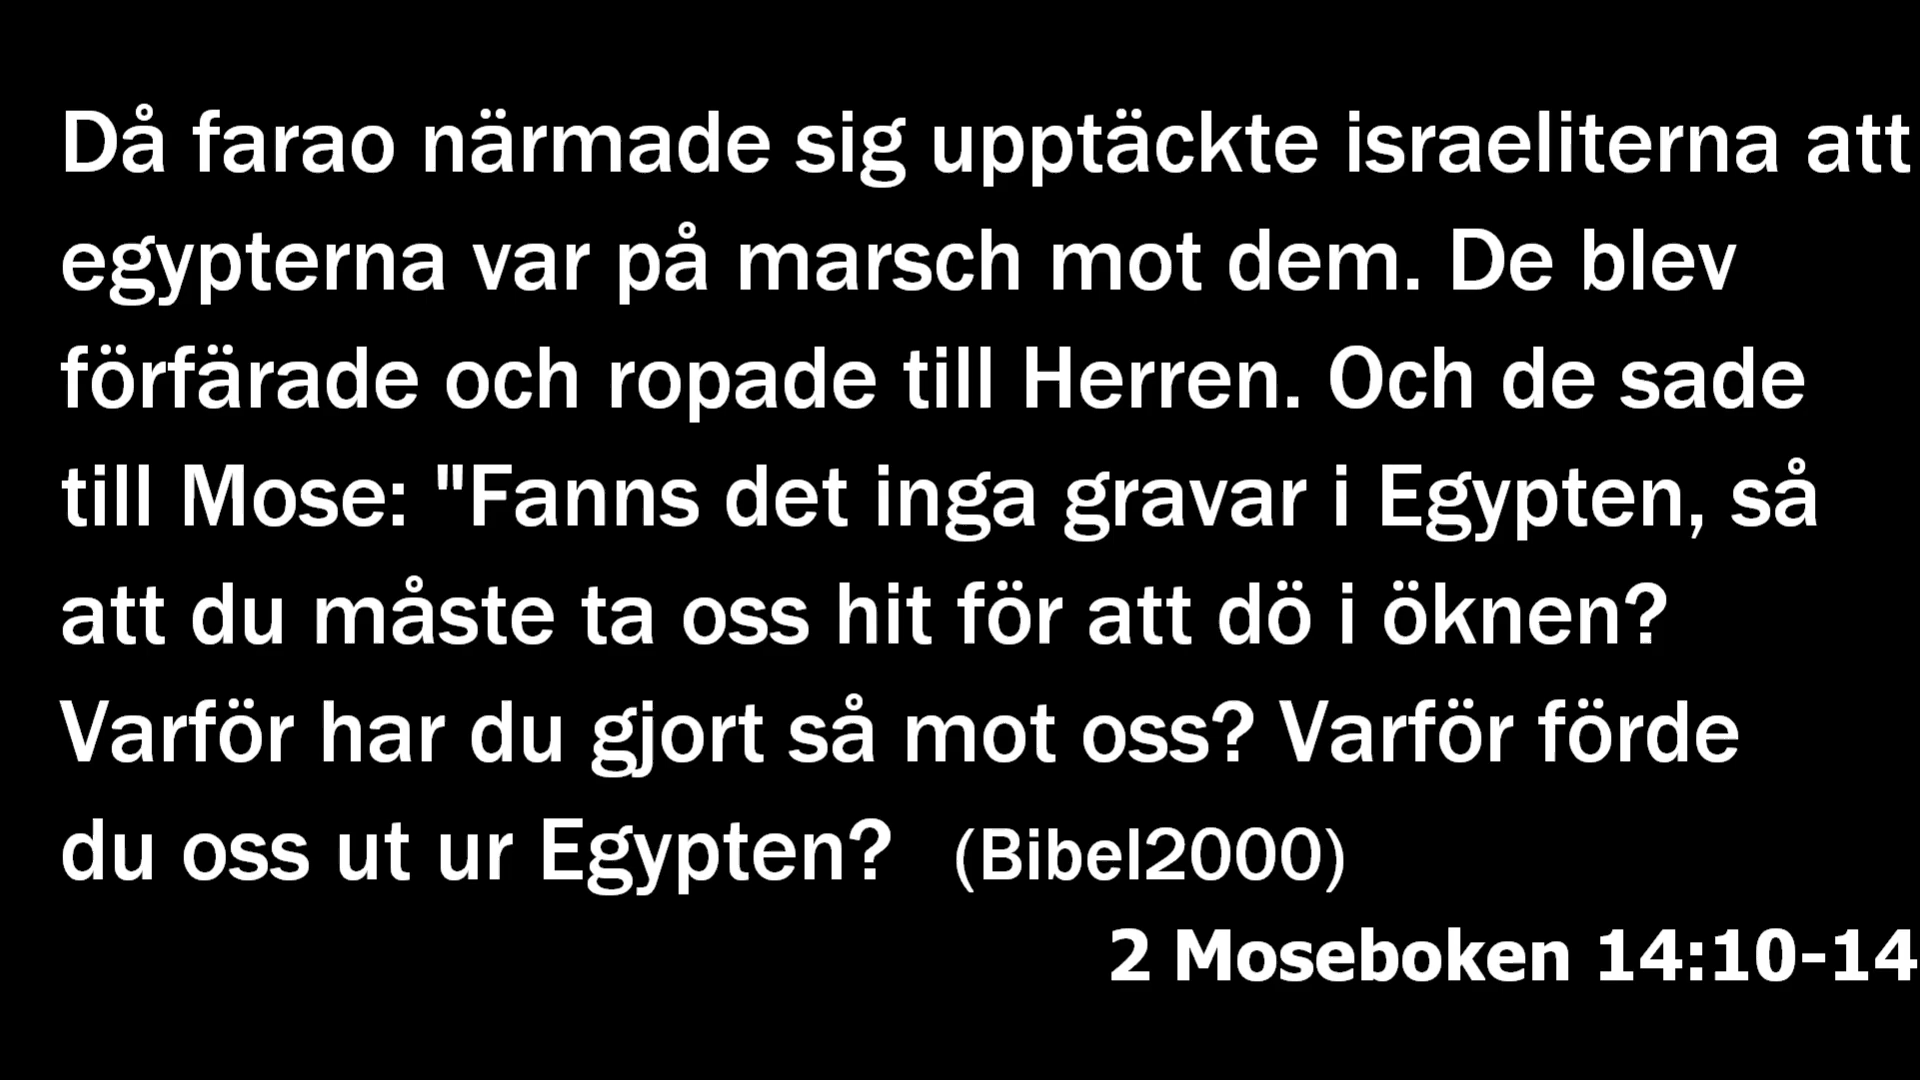 Då farao närmade sig upptäckte israeliterna att
egypterna var på marsch mot dem. De blev
förfärade och ropade till Herren. Och de sade
till Mose: "Fanns det inga gravar i Egypten, så
att du måste ta oss hit för att dö i öknen?
Varför har du gjort så mot oss? Varför förde
du oss ut ur Egypten? (Bibel2000)
2 Moseboken 14:10-14